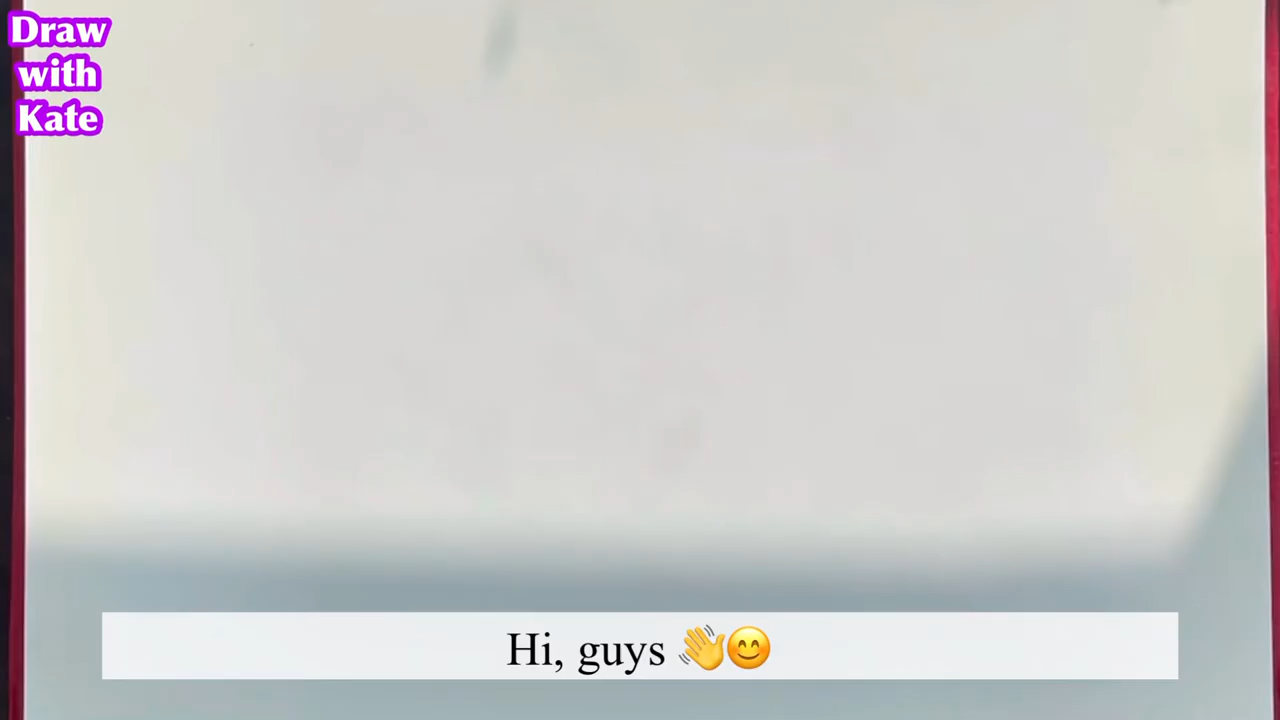 Draw
with
Kate
Hi, guys 👋😊